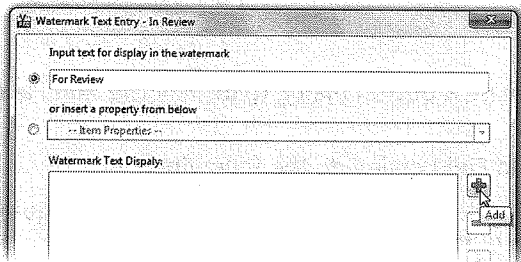 Watermark Text Entry - In Review
Input text for display in the watermark
For Review
or insert a property from below
-- Item Properties --
Watermark Text Dispaly:
Add